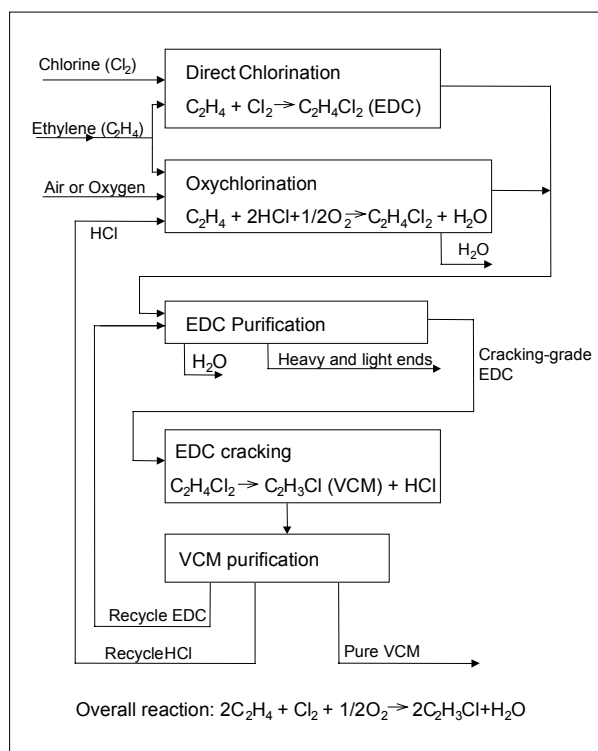 Chlorine (Cl2)
Direct Chlorination
C2H4 + Cl2→ C2H4Cl2 (EDC)
Ethylene (C2H4)
Air or Oxygen
Oxychlorination
C2H4 + 2HCl+1/2O2→C2H4Cl2 + H2O
HCl
H2O
EDC Purification
H2O
Heavy and light ends
Cracking-grade
EDC
EDC cracking
C2H4Cl2→ C2H3Cl (VCM) + HCl
VCM purification
Recycle EDC
RecycleHCl
Pure VCM
Overall reaction: 2C2H4 + Cl2 + 1/2O2→ 2C2H3Cl+H2O